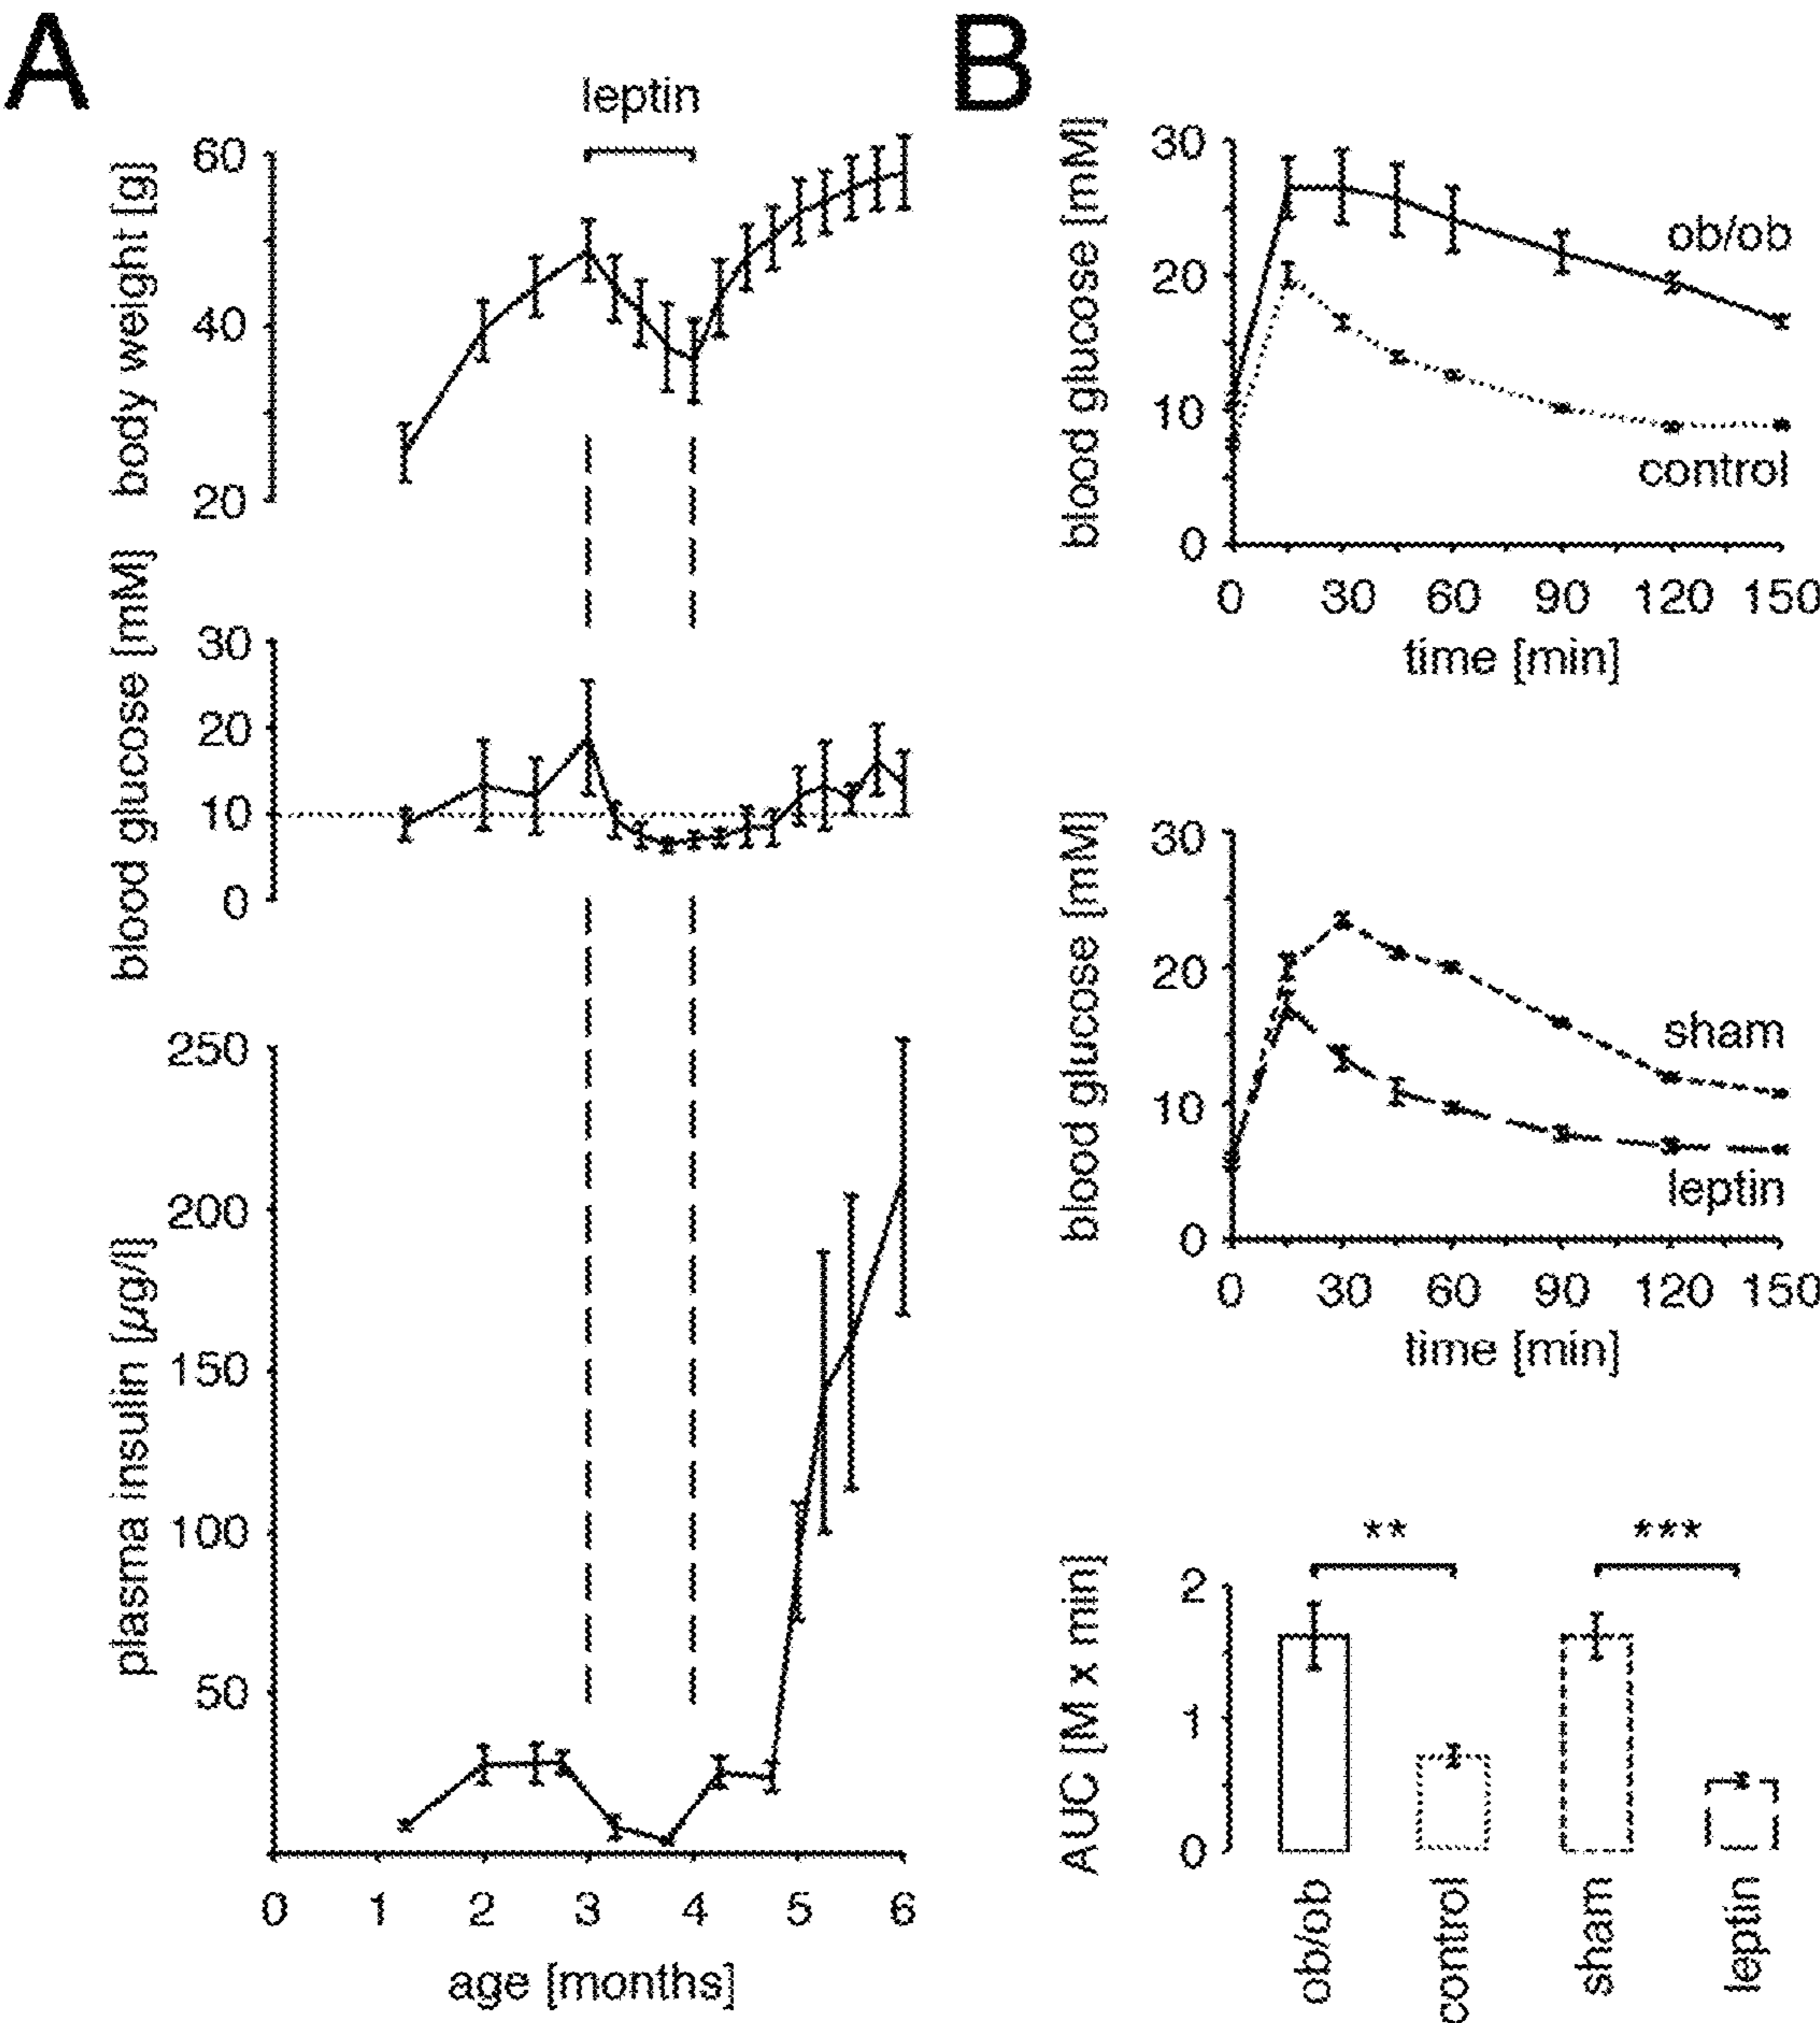 A
leptin
body weight [g]
60
40
20
blood glucose [mM]
30
20
10
0
plasma insulin [µg/l]
250
200
150
100
50
0 1 2 3 4 5 6
age [months]
B
blood glucose [mM]
30
20
10
0
ob/ob
control
0 30 60 90 120 150
time [min]
blood glucose [mM]
30
20
10
0
sham
leptin
0 30 60 90 120 150
time [min]
AUC [M x min]
2
1
0
** ***
ob/ob
control
sham
leptin